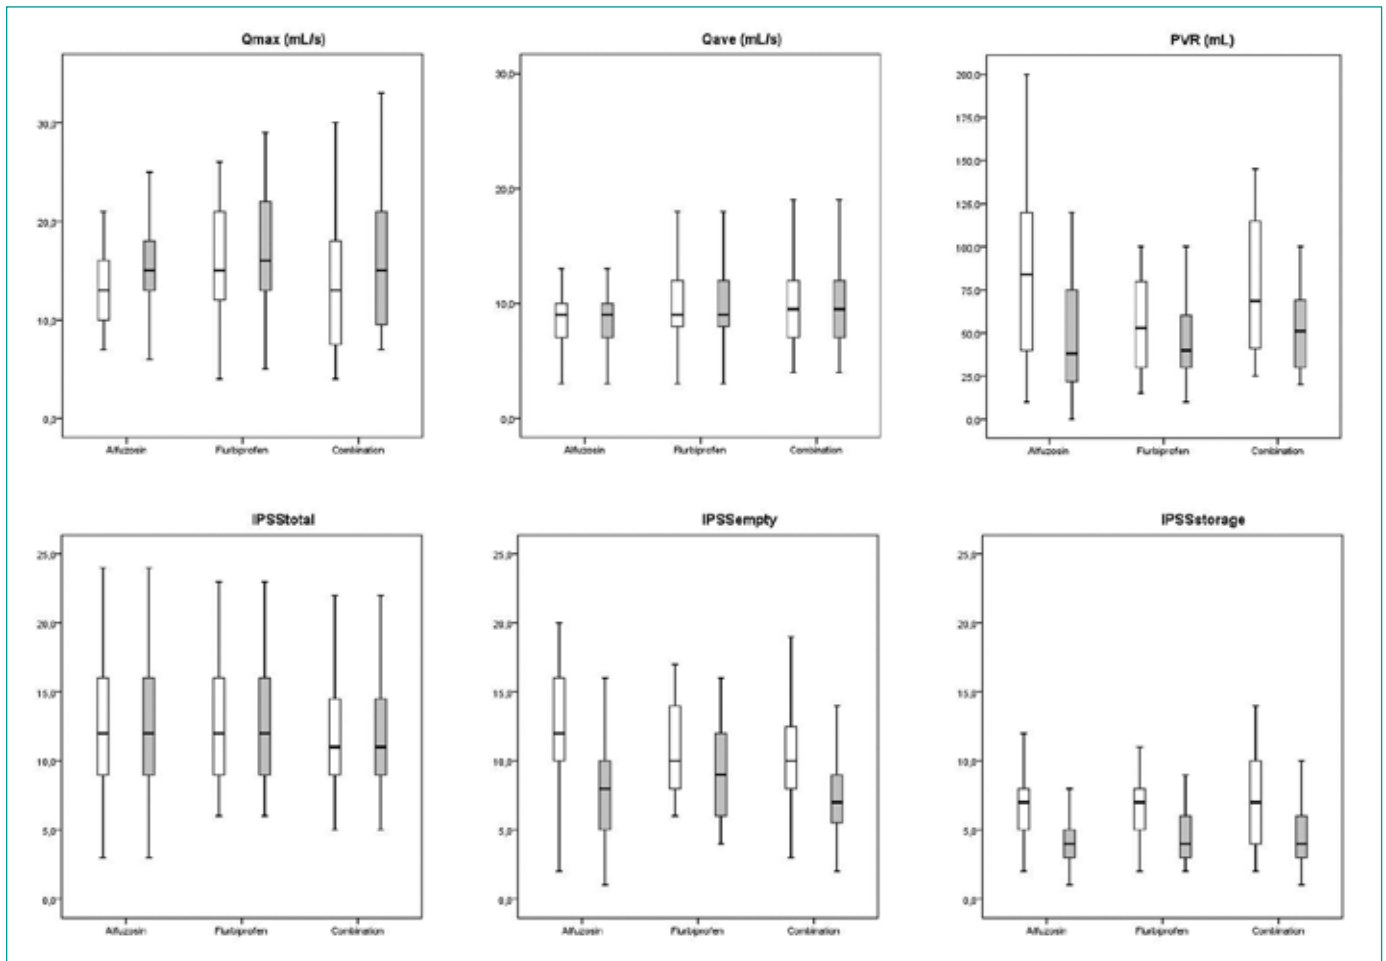 Qmax (mL/s)
30,0
20,0
10,0
0,0
Alfuzosin Flurbiprofen Combination
Qave (mL/s)
30,0
20,0
10,0
0,0
Alfuzosin Flurbiprofen Combination
PVR (mL)
200,0
175,0
150,0
125,0
100,0
75,0
50,0
25,0
0,0
Alfuzosin Flurbiprofen Combination
IPSStotal
25,0
20,0
15,0
10,0
5,0
0,0
Alfuzosin Flurbiprofen Combination
IPSSempty
25,0
20,0
15,0
10,0
5,0
0,0
Alfuzosin Flurbiprofen Combination
IPSSstorage
25,0
20,0
15,0
10,0
5,0
0,0
Alfuzosin Flurbiprofen Combination